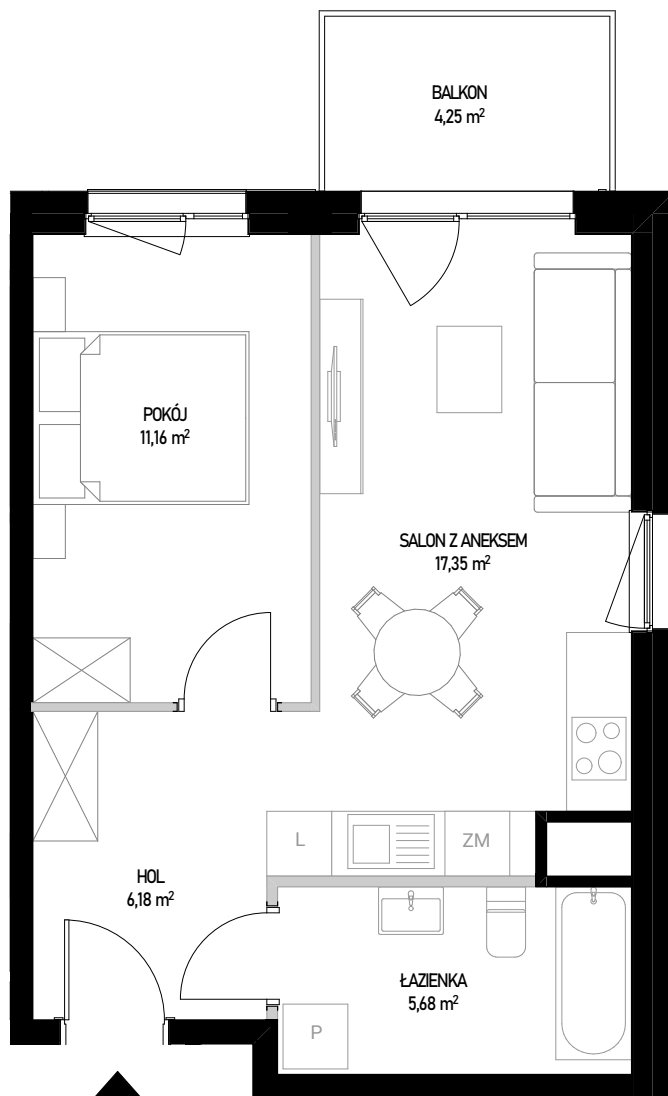 BALKON
4,25 m²
POKÓJ
11,16 m²
SALON Z ANEKSEM
17,35 m²
L
ZM
HOL
6,18 m²
ŁAZIENKA
5,68 m²
P